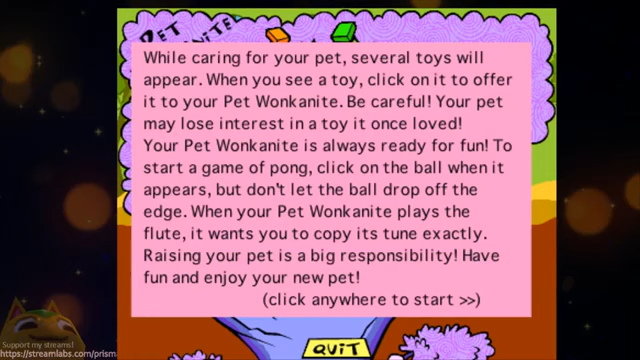 PET
While caring for your pet, several toys will
appear. When you see a toy, click on it to offer
it to your Pet Wonkanite. Be careful! Your pet
may lose interest in a toy it once loved!
Your Pet Wonkanite is always ready for fun! To
start a game of pong, click on the ball when it
appears, but don't let the ball drop off the
edge. When your Pet Wonkanite plays the
flute, it wants you to copy its tune exactly.
Raising your pet is a big responsibility! Have
fun and enjoy your new pet!
(click anywhere to start >>)
QUIT
Support my streams!
https://streamlabs.com/prism